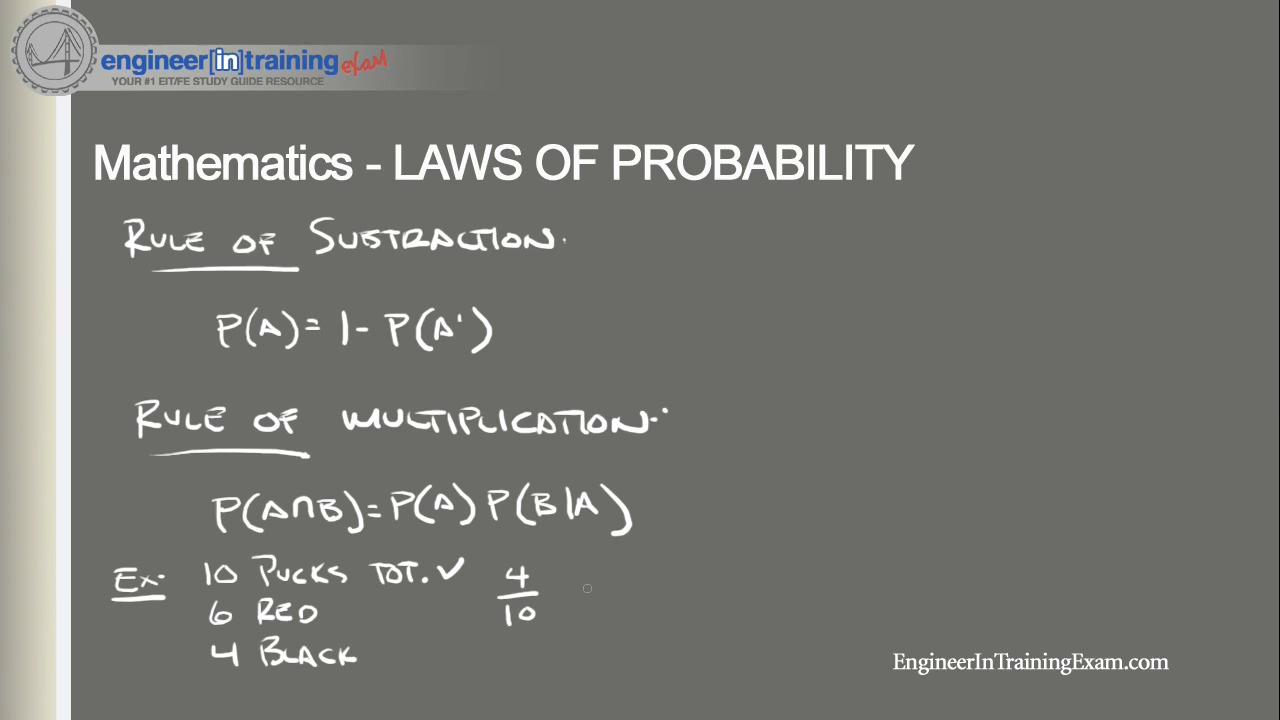 engineer[in]training exam
YOUR #1 EIT/FE STUDY GUIDE RESOURCE
Mathematics - LAWS OF PROBABILITY
RULE OF SUBTRACTION.
P(A) = 1 - P(A')
RULE OF MULTIPLICATION.
P(A∩B) = P(A) P(B|A)
Ex. 10 PUCKS TOT. ✓ 4/10
6 RED
4 BLACK
EngineerInTrainingExam.com